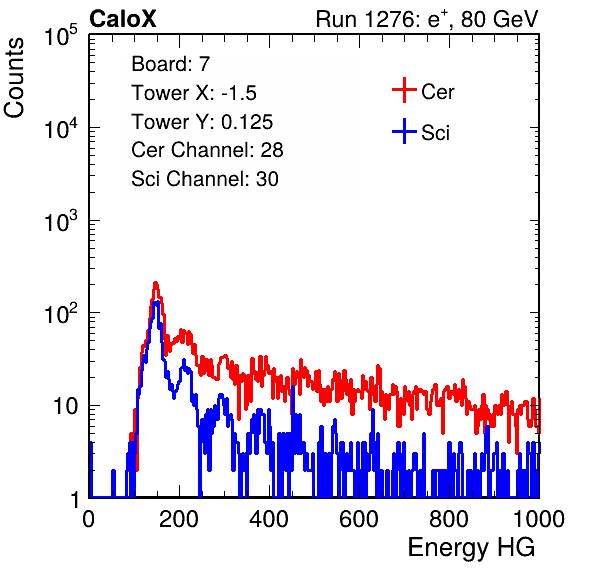 CaloX
Run 1276: e⁺, 80 GeV
Counts
10⁵
10⁴
10³
10²
10
1
Board: 7
Tower X: -1.5
Tower Y: 0.125
Cer Channel: 28
Sci Channel: 30
Cer
Sci
0 200 400 600 800 1000
Energy HG